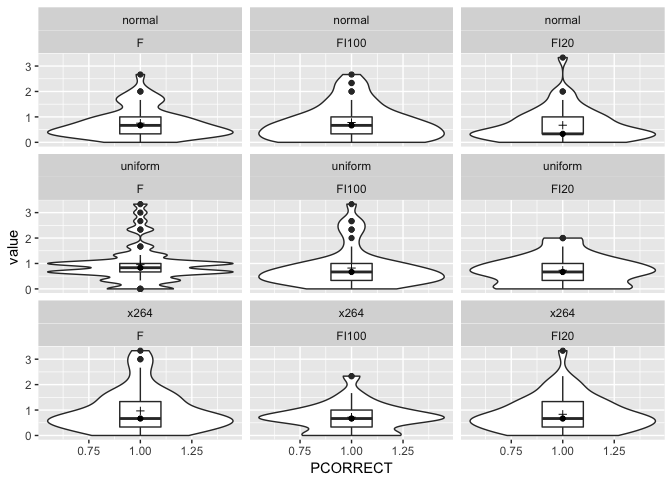 normal normal normal
F FI100 FI20
3
2
1
0
uniform uniform uniform
F FI100 FI20
3
2
1
0
x264 x264 x264
F FI100 FI20
3
2
1
0
value
0.75 1.00 1.25 0.75 1.00 1.25 0.75 1.00 1.25
PCORRECT